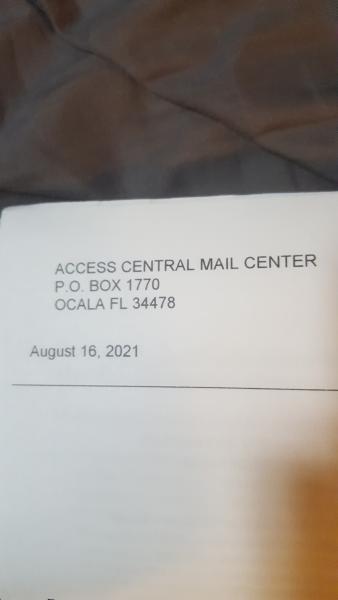 ACCESS CENTRAL MAIL CENTER
P.O. BOX 1770
OCALA FL 34478
August 16, 2021